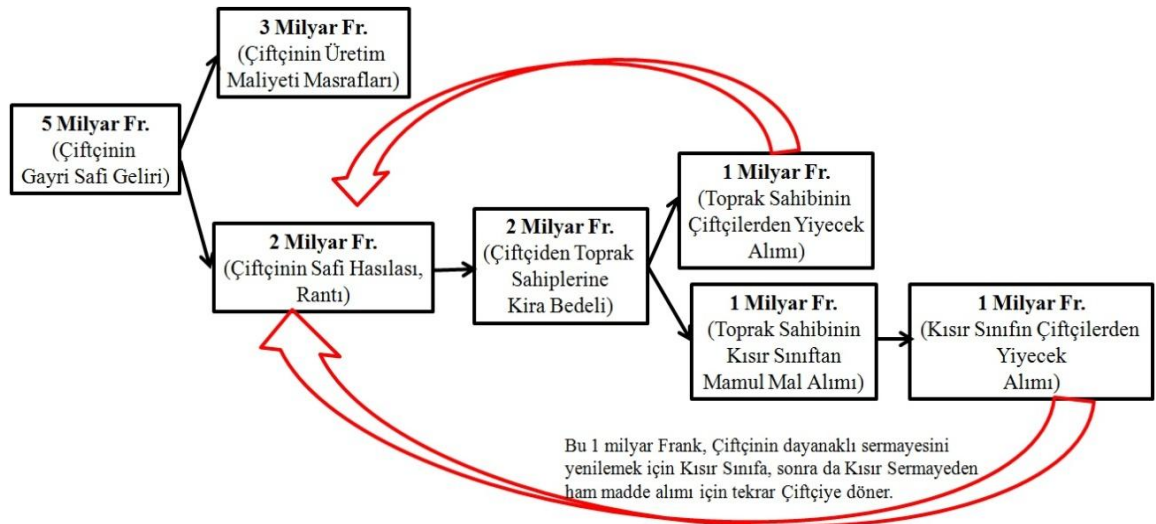 3 Milyar Fr.
(Çiftçinin Üretim
Maliyeti Masrafları)
5 Milyar Fr.
(Çiftçinin
Gayri Safi Geliri)
2 Milyar Fr.
(Çiftçinin Safi Hasılası,
Rantı)
2 Milyar Fr.
(Çiftçiden Toprak
Sahiplerine
Kira Bedeli)
1 Milyar Fr.
(Toprak Sahibinin
Çiftçilerden Yiyecek
Alımı)
1 Milyar Fr.
(Toprak Sahibinin
Kısır Sınıftan
Mamul Mal Alımı)
1 Milyar Fr.
(Kısır Sınıfın Çiftçilerden
Yiyecek
Alımı)
Bu 1 milyar Frank, Çiftçinin dayanaklı sermayesini
yenilemek için Kısır Sınıfa, sonra da Kısır Sermayeden
ham madde alımı için tekrar Çiftçiye döner.